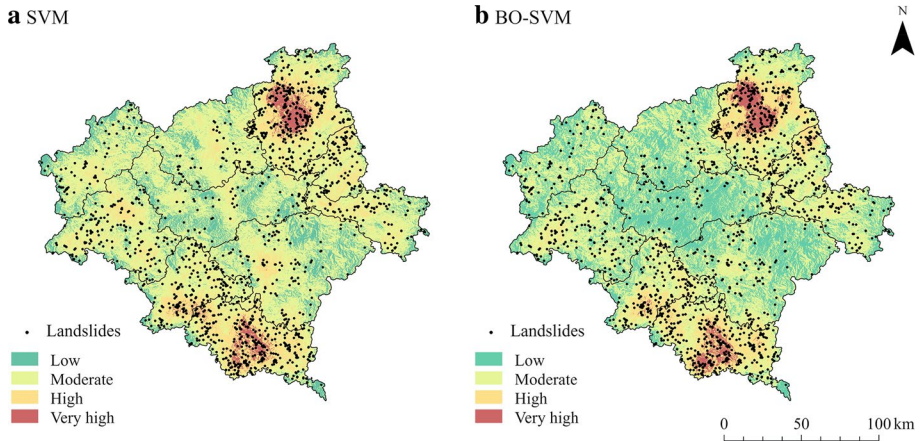 a SVM
b BO-SVM
N
Landslides
Low
Moderate
High
Very high
Landslides
Low
Moderate
High
Very high
0 50 100 km